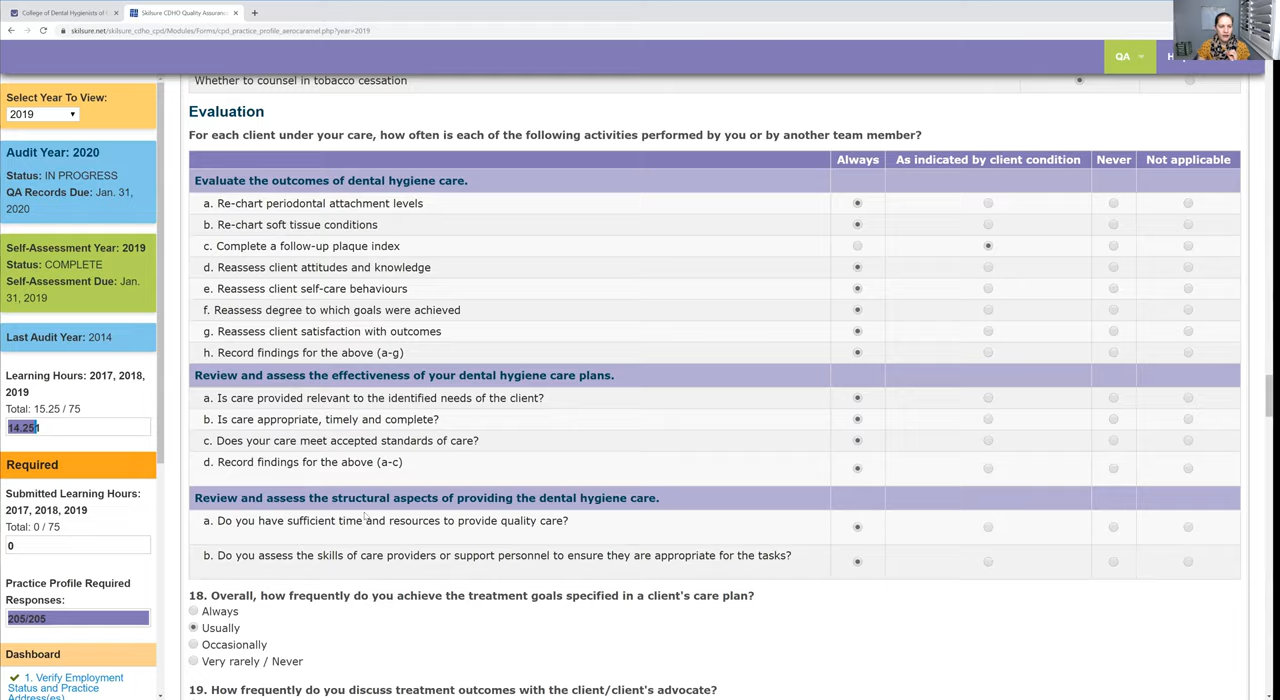 College of Dental Hygienists of
Skilsure CDHO Quality Assuranc
skilsure.net/skilsure_cdho_cpd/Modules/Forms/cpd_practice_profile_aerocaramel.php?year=2019
QA
Select Year To View:
2019
Audit Year: 2020
Status: IN PROGRESS
QA Records Due: Jan. 31,
2020
Self-Assessment Year: 2019
Status: COMPLETE
Self-Assessment Due: Jan.
31, 2019
Last Audit Year: 2014
Learning Hours: 2017, 2018,
2019
Total: 15.25 / 75
14.25 1
Required
Submitted Learning Hours:
2017, 2018, 2019
Total: 0 / 75
0
Practice Profile Required
Responses:
205/205
Dashboard
1. Verify Employment
Status and Practice
Address(es)
Whether to counsel in tobacco cessation
Evaluation
For each client under your care, how often is each of the following activities performed by you or by another team member?
Always As indicated by client condition Never Not applicable
Evaluate the outcomes of dental hygiene care.
a. Re-chart periodontal attachment levels
b. Re-chart soft tissue conditions
c. Complete a follow-up plaque index
d. Reassess client attitudes and knowledge
e. Reassess client self-care behaviours
f. Reassess degree to which goals were achieved
g. Reassess client satisfaction with outcomes
h. Record findings for the above (a-g)
Review and assess the effectiveness of your dental hygiene care plans.
a. Is care provided relevant to the identified needs of the client?
b. Is care appropriate, timely and complete?
c. Does your care meet accepted standards of care?
d. Record findings for the above (a-c)
Review and assess the structural aspects of providing the dental hygiene care.
a. Do you have sufficient time and resources to provide quality care?
b. Do you assess the skills of care providers or support personnel to ensure they are appropriate for the tasks?
18. Overall, how frequently do you achieve the treatment goals specified in a client's care plan?
Always
Usually
Occasionally
Very rarely / Never
19. How frequently do you discuss treatment outcomes with the client/client's advocate?